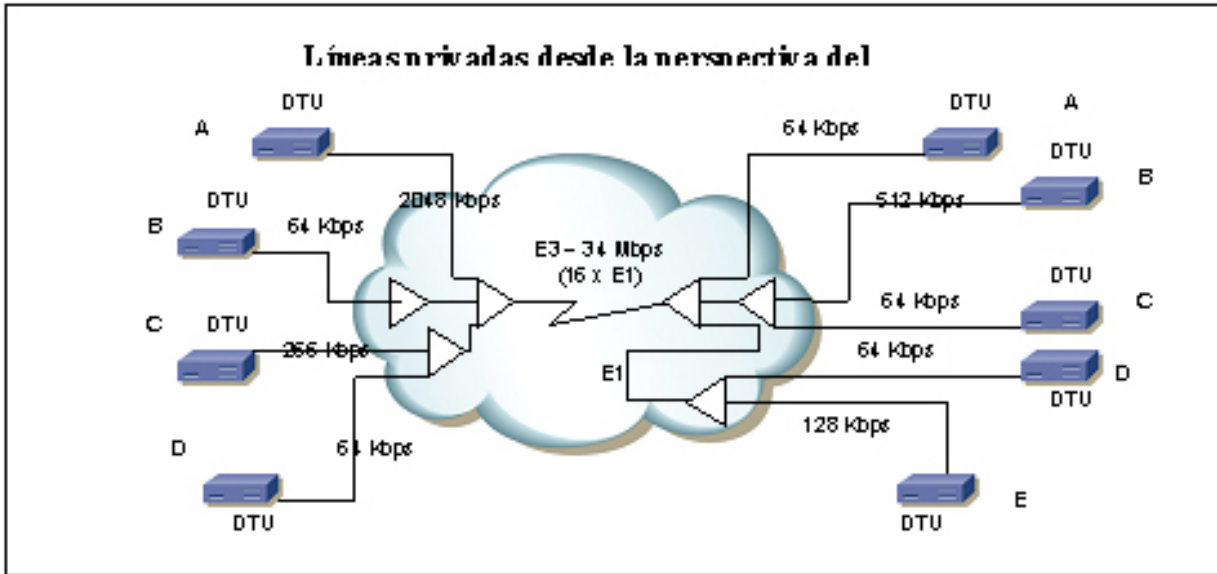 Líneas privadas desde la perspectiva del
DTU
A
DTU
B
64 Kbps
2048 Kbps
C
DTU
256 Kbps
D
64 Kbps
DTU
E3 – 34 Mbps
(16 x E1)
E1
64 Kbps
DTU
A
DTU
B
512 Kbps
64 Kbps
C
DTU
64 Kbps
D
DTU
128 Kbps
E
DTU